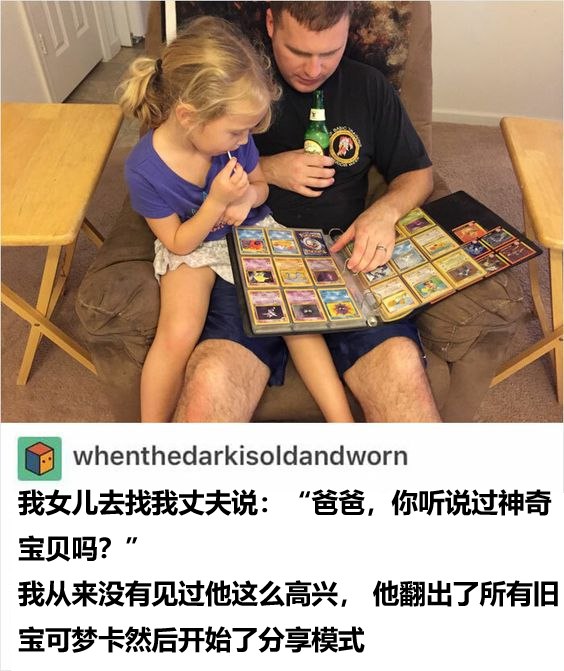 whenthedarkisoldandworn
我女儿去找我丈夫说：“爸爸，你听说过神奇
宝贝吗？”
我从来没有见过他这么高兴， 他翻出了所有旧
宝可梦卡然后开始了分享模式